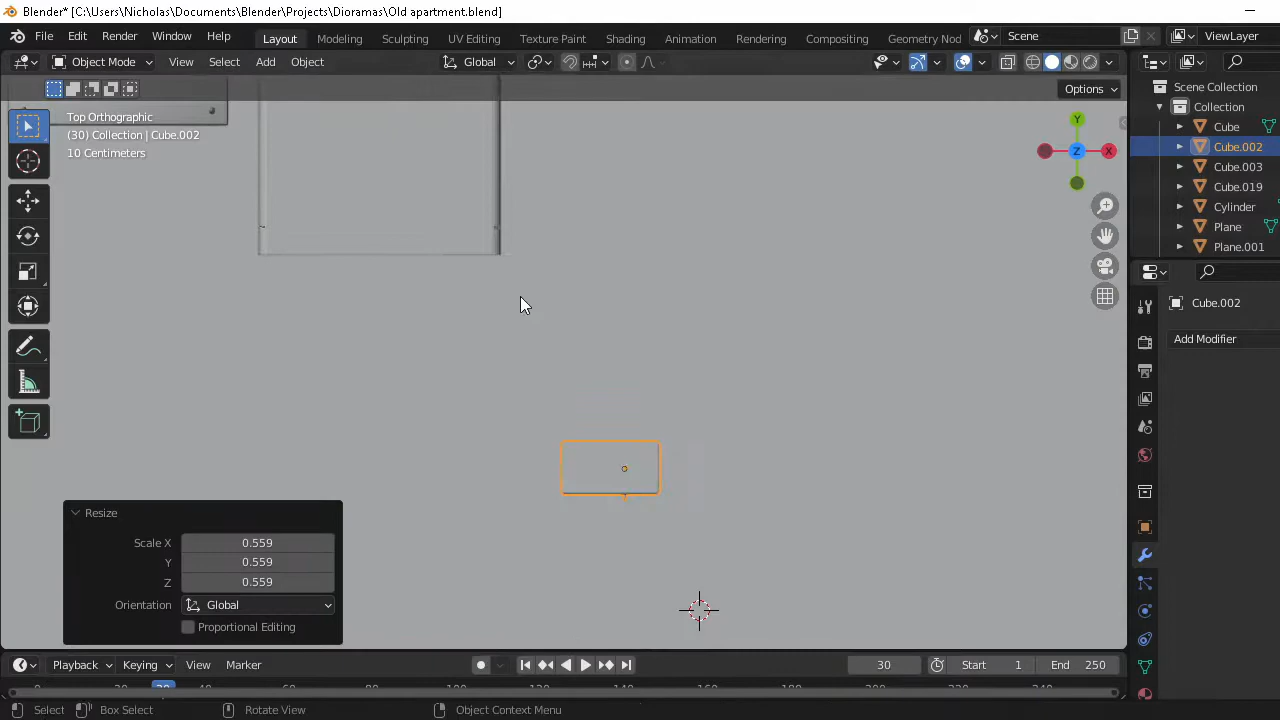 Blender* [C:\Users\Nicholas\Documents\Blender\Projects\Dioramas\Old apartment.blend]
File Edit Render Window Help Layout Modeling Sculpting UV Editing Texture Paint Shading Animation Rendering Compositing Geometry Nod Scene ViewLayer
Object Mode View Select Add Object Global
Options
Top Orthographic
(30) Collection | Cube.002
10 Centimeters
Y
Z
X
Scene Collection
Collection
Cube
Cube.002
Cube.003
Cube.019
Cylinder
Plane
Plane.001
Cube.002
Add Modifier
Resize
Scale X 0.559
Y 0.559
Z 0.559
Orientation Global
Proportional Editing
Playback Keying View Marker 30 Start 1 End 250
Select Box Select Rotate View Object Context Menu